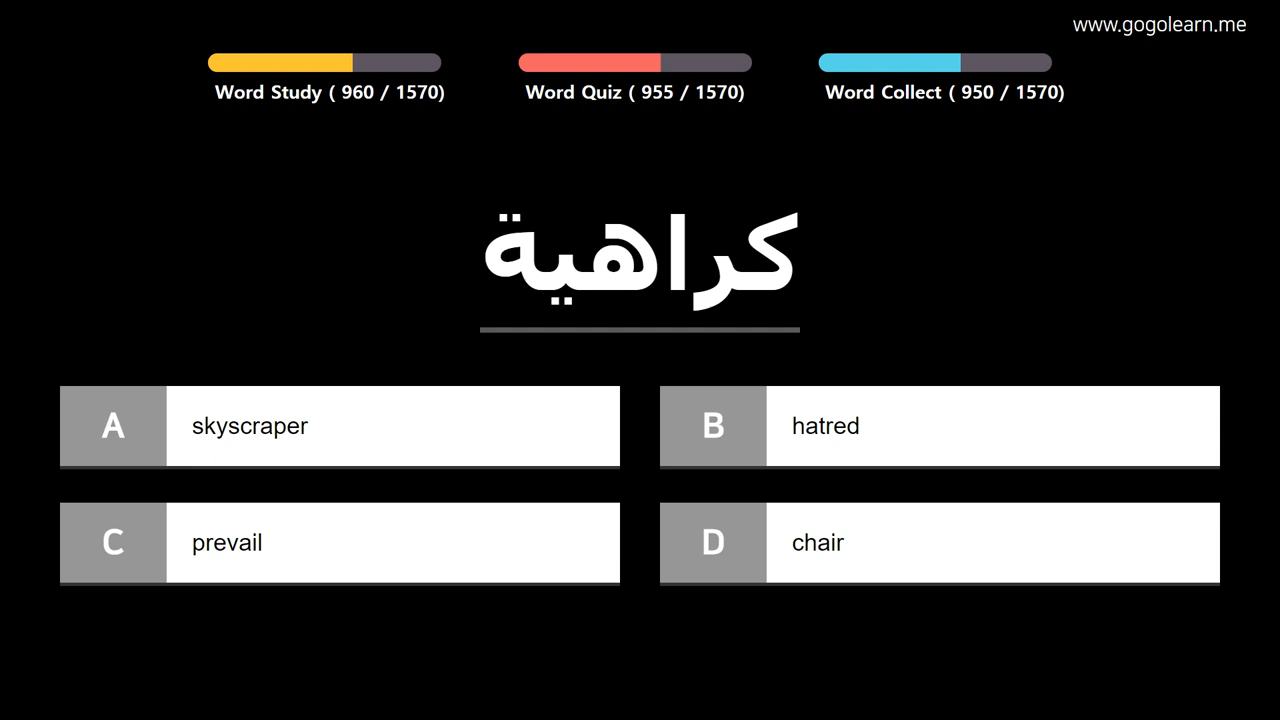 www.gogolearn.me
Word Study ( 960 / 1570)
Word Quiz ( 955 / 1570)
Word Collect ( 950 / 1570)
كراهية
A skyscraper
B hatred
C prevail
D chair